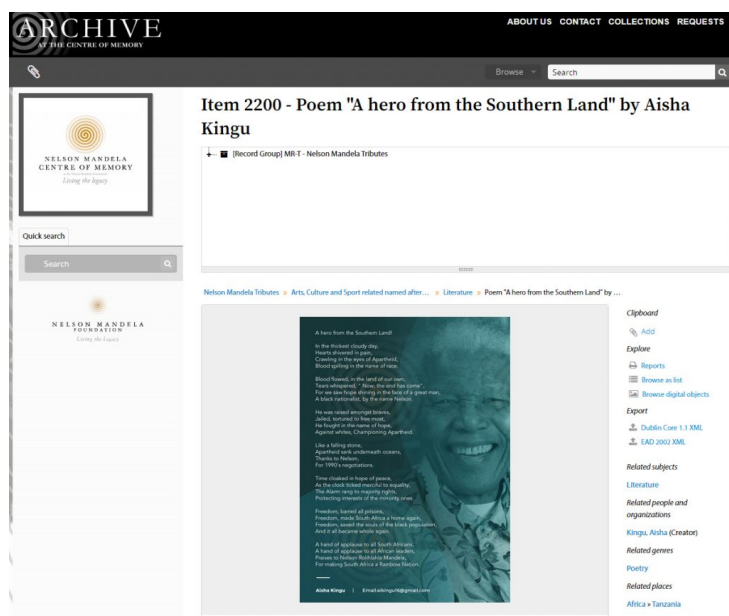 ARCHIVE
AT THE CENTRE OF MEMORY
ABOUT US CONTACT COLLECTIONS REQUESTS
Browse
Search
NELSON MANDELA
CENTRE OF MEMORY
Living the legacy
Quick search
Search
NELSON MANDELA
FOUNDATION
Living the Legacy
Item 2200 - Poem "A hero from the Southern Land" by Aisha
Kingu
[Record Group] MR-T - Nelson Mandela Tributes
Nelson Mandela Tributes » Arts, Culture and Sport related named after... » Literature » Poem "A hero from the Southern Land" by ...
A hero from the Southern Land!
In the thickest cloudy day,
Hearts shivered in pain,
Crawling in the eyes of Apartheid,
Blood spilling in the name of race.
Blood flowed, in the land of our own,
Tears whispered, " Now, the end has come",
For we saw hope shining in the face of a great man,
A black nationalist, by the name Nelson.
He was raised amongst braves,
Jailed, tortured to free most,
He fought in the name of hope,
Against whites, Championing Apartheid.
Like a falling stone,
Apartheid sank underneath oceans,
Thanks to Nelson,
For 1990's negotiations.
Time cloaked in hope of peace,
As the clock ticked merciful to equality,
The Alarm rang to majority rights,
Protecting interests of the minority ones
Freedom, barred all prisons,
Freedom, made South Africa a home again,
Freedom, saved the souls of the black population,
And it all became whole again.
A hand of applause to all South Africans,
A hand of applause to all African leaders,
Praises to Nelson Rolihlahla Mandela,
For making South Africa a Rainbow Nation.
Aisha Kingu | Email:eikingu16@gmail.com
Clipboard
Add
Explore
Reports
Browse as list
Browse digital objects
Export
Dublin Core 1.1 XML
EAD 2002 XML
Related subjects
Literature
Related people and
organizations
Kingu, Aisha (Creator)
Related genres
Poetry
Related places
Africa » Tanzania